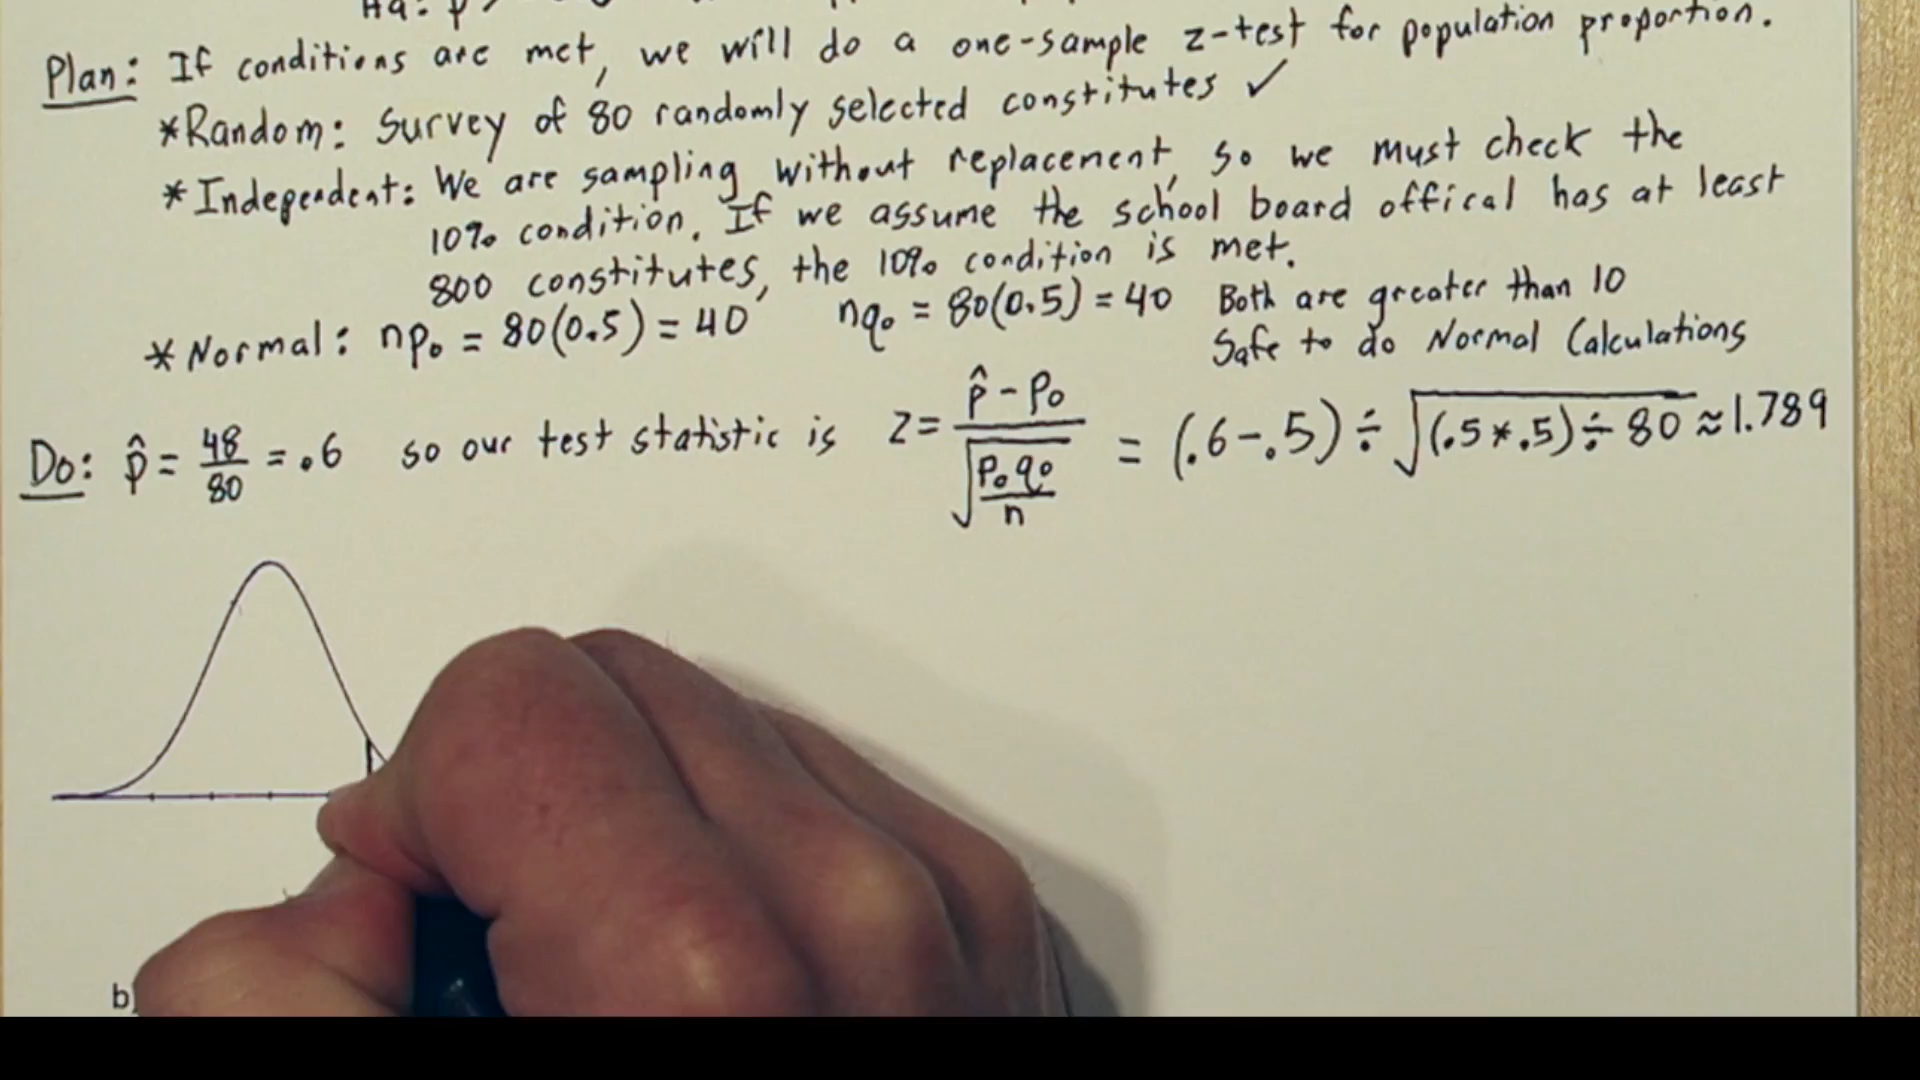 Ha: p >
Plan: If conditions are met, we will do a one-sample z-test for population proportion.
*Random: Survey of 80 randomly selected constitutes ✓
*Independent: We are sampling without replacement, so we must check the
10% condition. If we assume the school board offical has at least
800 constitutes, the 10% condition is met.
*Normal: np₀ = 80(0.5) = 40 nq₀ = 80(0.5) = 40 Both are greater than 10
Safe to do Normal Calculations
Do: p̂ = 48/80 = .6 so our test statistic is z = (p̂ - p₀)/√(p₀q₀/n) = (.6-.5) ÷ √((.5*.5) ÷ 80) ≈ 1.789
b)